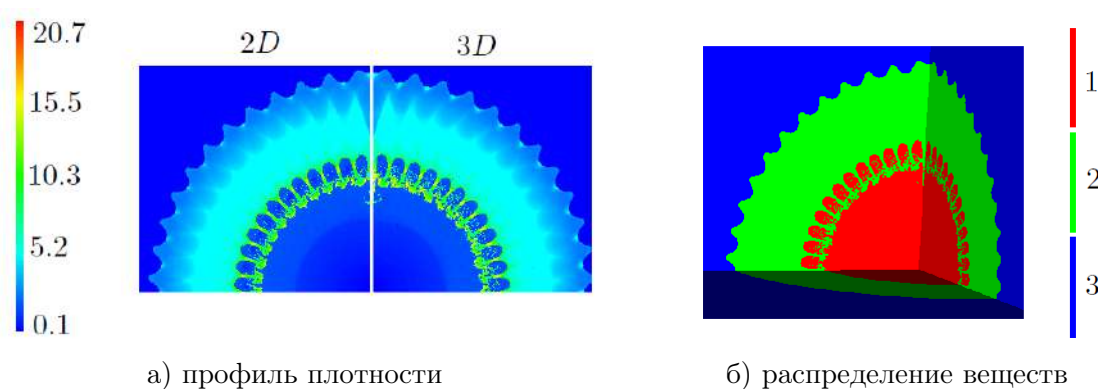 20.7
15.5
10.3
5.2
0.1
2D
3D
1
2
3
а) профиль плотности
б) распределение веществ